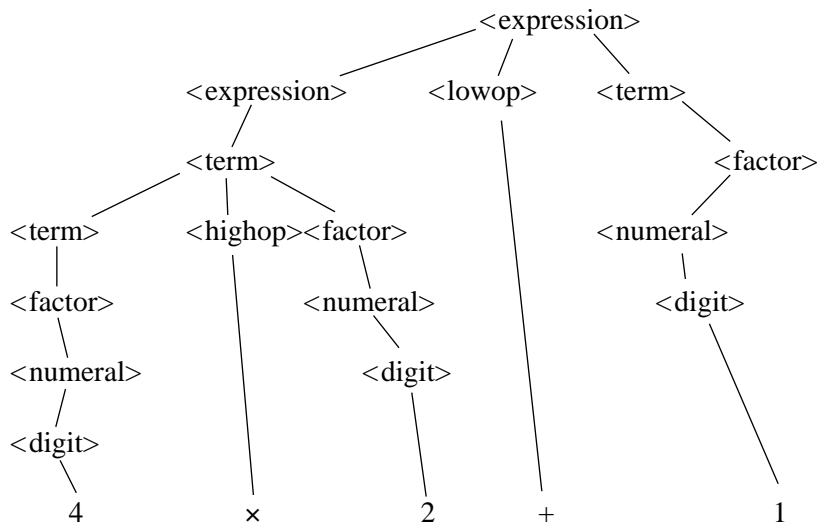 <expression>
<expression> <lowop> <term>
<term> <factor>
<term> <highop> <factor> <numeral>
<factor> <numeral> <digit>
<numeral> <digit>
<digit>
4 × 2 + 1